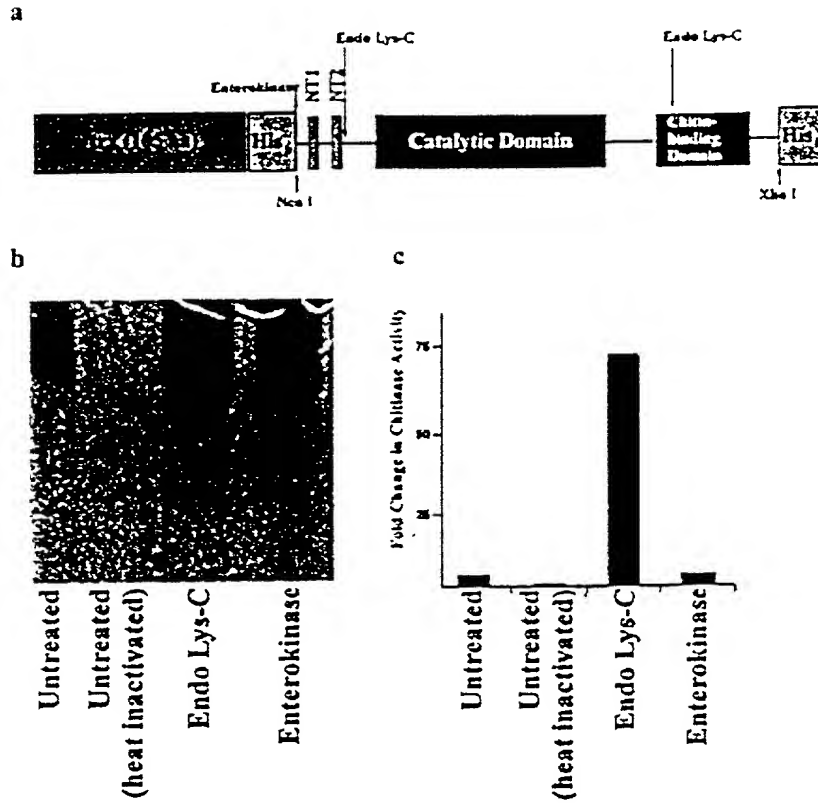 a
Endo Lys-C
Endo Lys-C
Enterokinase
NT1
NT2
His
Catalytic Domain
Chitin-
binding
Domain
His
Nco I
Xho I
b
c
Fold Change in Chitinase Activity
75
50
25
Untreated
Untreated
(heat inactivated)
Endo Lys-C
Enterokinase
Untreated
Untreated
(heat inactivated)
Endo Lys-C
Enterokinase